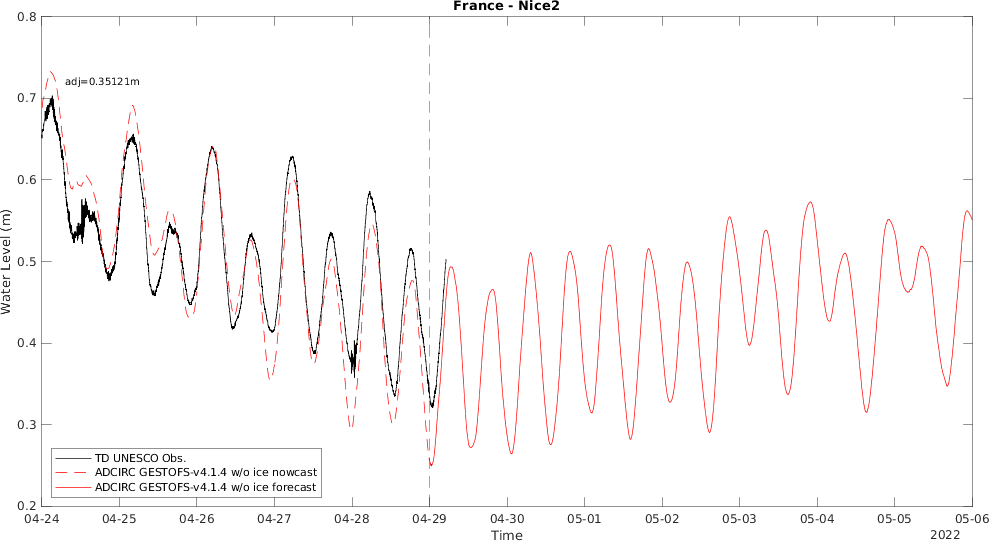 France - Nice2
adj=0.35121m
0.8
0.7
0.6
0.5
0.4
0.3
0.2
Water Level (m)
TD UNESCO Obs.
ADCIRC GESTOFS-v4.1.4 w/o ice nowcast
ADCIRC GESTOFS-v4.1.4 w/o ice forecast
04-24 04-25 04-26 04-27 04-28 04-29 04-30 05-01 05-02 05-03 05-04 05-05 05-06
Time
2022